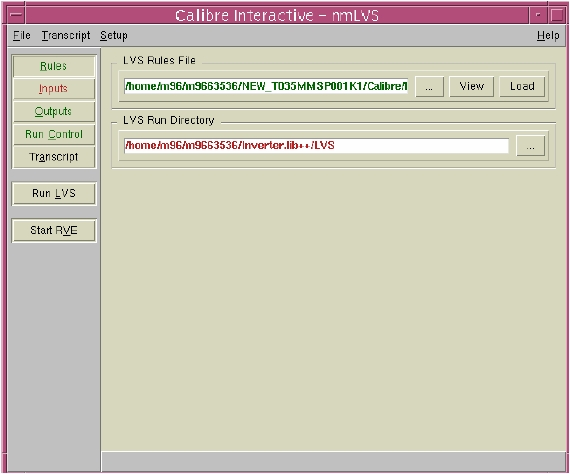 Calibre Interactive - nmLVS
File Transcript Setup Help
Rules
Inputs
Outputs
Run Control
Transcript
Run LVS
Start RVE
LVS Rules File
/home/m96/m9663536/NEW_T035MMSP001K1/Calibre/l ... View Load
LVS Run Directory
/home/m96/m9663536/Inverter.lib++/LVS ...